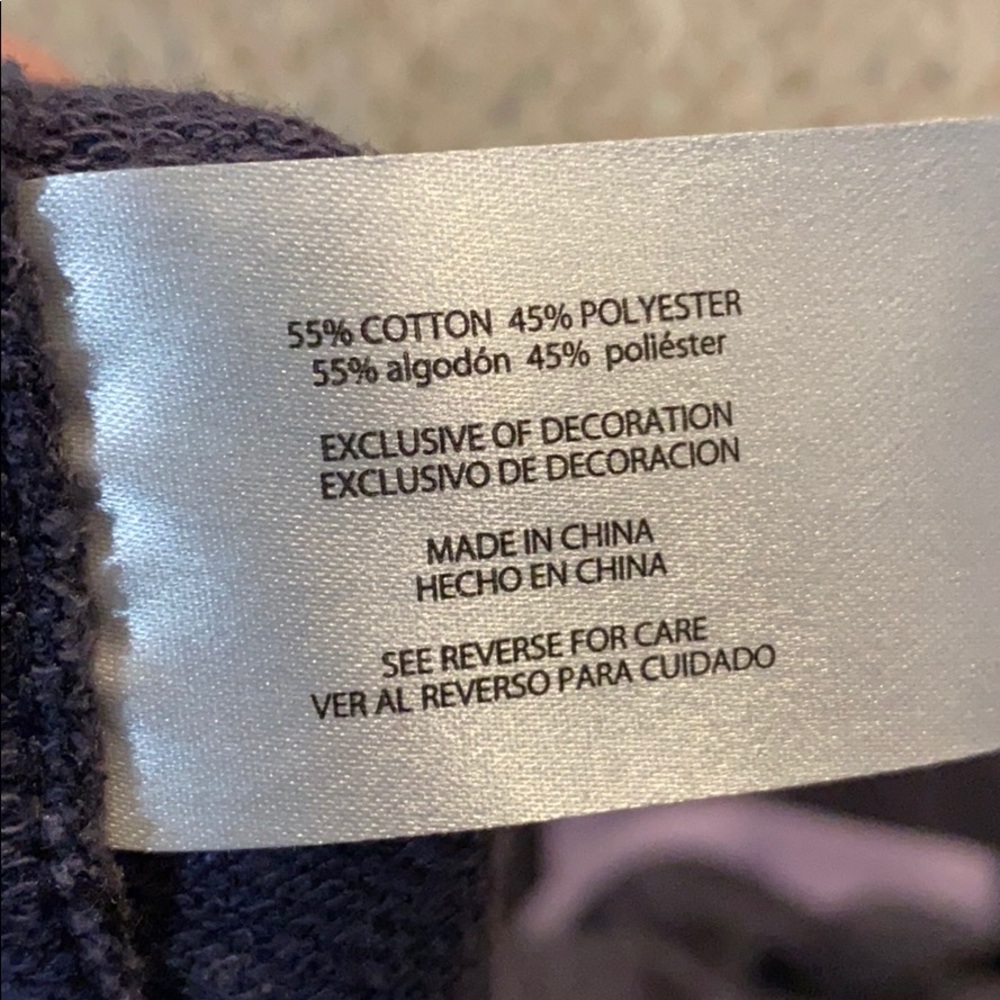 55% COTTON 45% POLYESTER
55% algodón 45% poliéster
EXCLUSIVE OF DECORATION
EXCLUSIVO DE DECORACION
MADE IN CHINA
HECHO EN CHINA
SEE REVERSE FOR CARE
VER AL REVERSO PARA CUIDADO